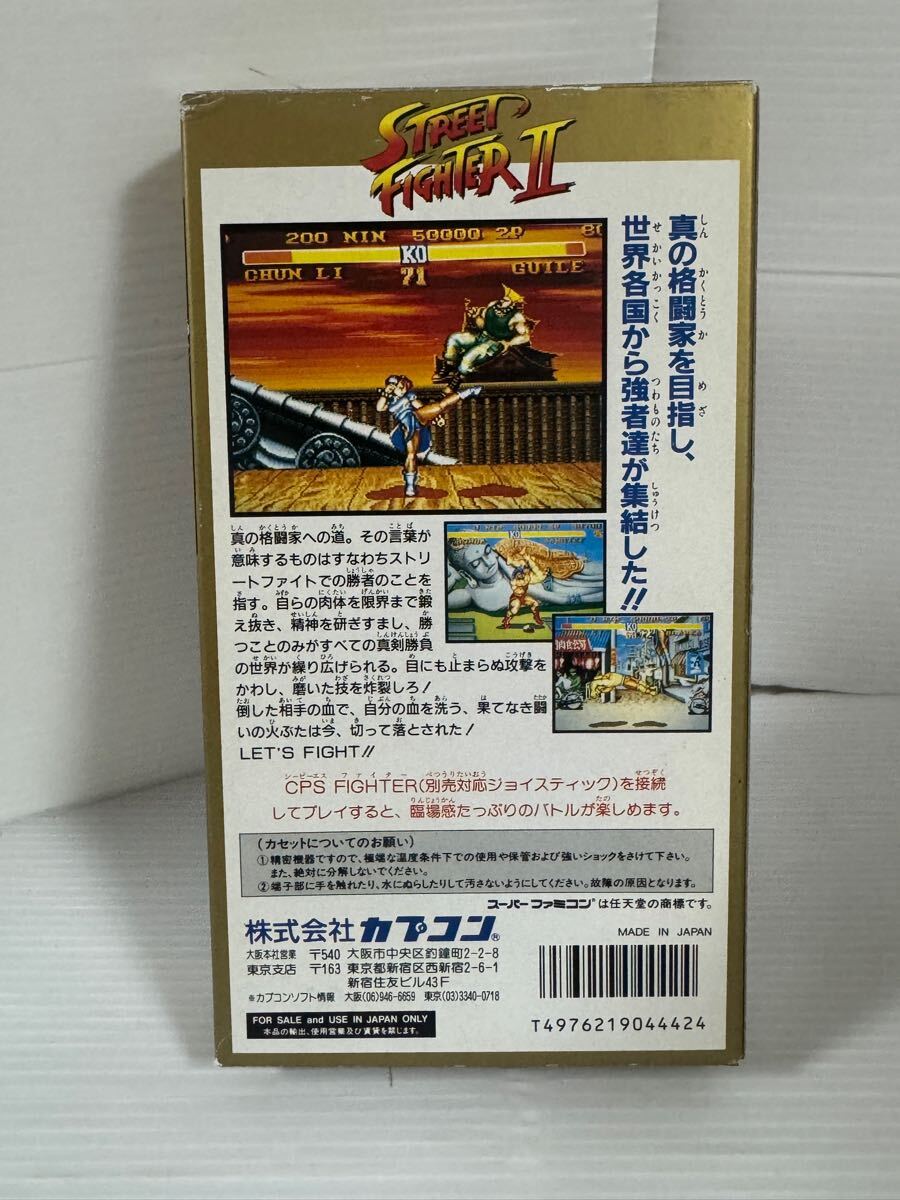 STREET
FIGHTER II
真の格闘家を目指し、
世界各国から強者達が集結した!!
200 NIN 50000 2P
KO
CHUN LI 71 GUILE
真の格闘家への道。その言葉が
意味するものはすなわちストリ
ートファイトでの勝者のことを
指す。自らの肉体を限界まで鍛
え抜き、精神を研ぎすまし、勝
つことのみがすべての真剣勝負
の世界が繰り広げられる。目にも止まらぬ攻撃を
かわし、磨いた技を炸裂しろ!
倒した相手の血で、自分の血を洗う、果てなき闘
いの火ぶたは今、切って落とされた!
LET'S FIGHT!!
CPS FIGHTER(別売対応ジョイスティック)を接続
してプレイすると、臨場感たっぷりのバトルが楽しめます。
(カセットについてのお願い)
①精密機器ですので、極端な温度条件下での使用や保管および強いショックをさけて下さい。
また、絶対に分解しないでください。
②端子部に手を触れたり、水にぬらしたりして汚さないようにしてください。故障の原因となります。
スーパーファミコン®は任天堂の商標です。
株式会社 カプコン®
MADE IN JAPAN
大阪本社営業 〒540 大阪市中央区釣鐘町2-2-8
東京支店 〒163 東京都新宿区西新宿2-6-1
新宿住友ビル43F
※カプコンソフト情報 大阪(06)946-6659 東京(03)3340-0718
FOR SALE and USE IN JAPAN ONLY
本品の輸出、使用営業及び賃貸を禁じます。
T4976219044424